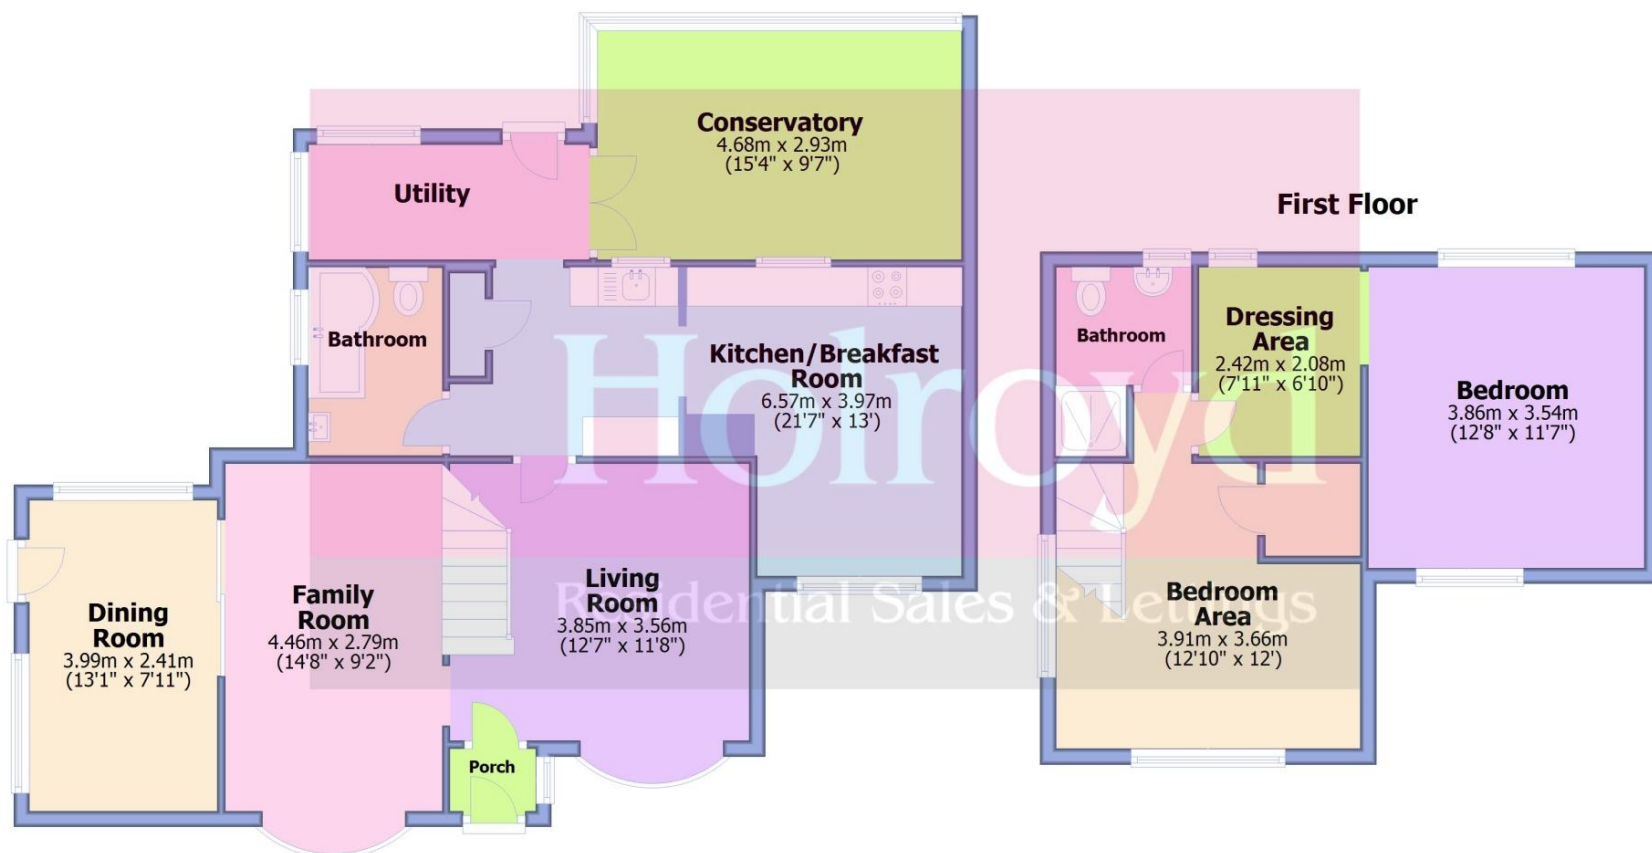 Conservatory
4.68m x 2.93m
(15'4" x 9'7")
Utility
First Floor
Bathroom
Kitchen/Breakfast
Room
6.57m x 3.97m
(21'7" x 13')
Bathroom
Dressing
Area
2.42m x 2.08m
(7'11" x 6'10")
Bedroom
3.86m x 3.54m
(12'8" x 11'7")
Holroyd
Residential Sales & Lettings
Dining
Room
3.99m x 2.41m
(13'1" x 7'11")
Family
Room
4.46m x 2.79m
(14'8" x 9'2")
Living
Room
3.85m x 3.56m
(12'7" x 11'8")
Bedroom
Area
3.91m x 3.66m
(12'10" x 12')
Porch